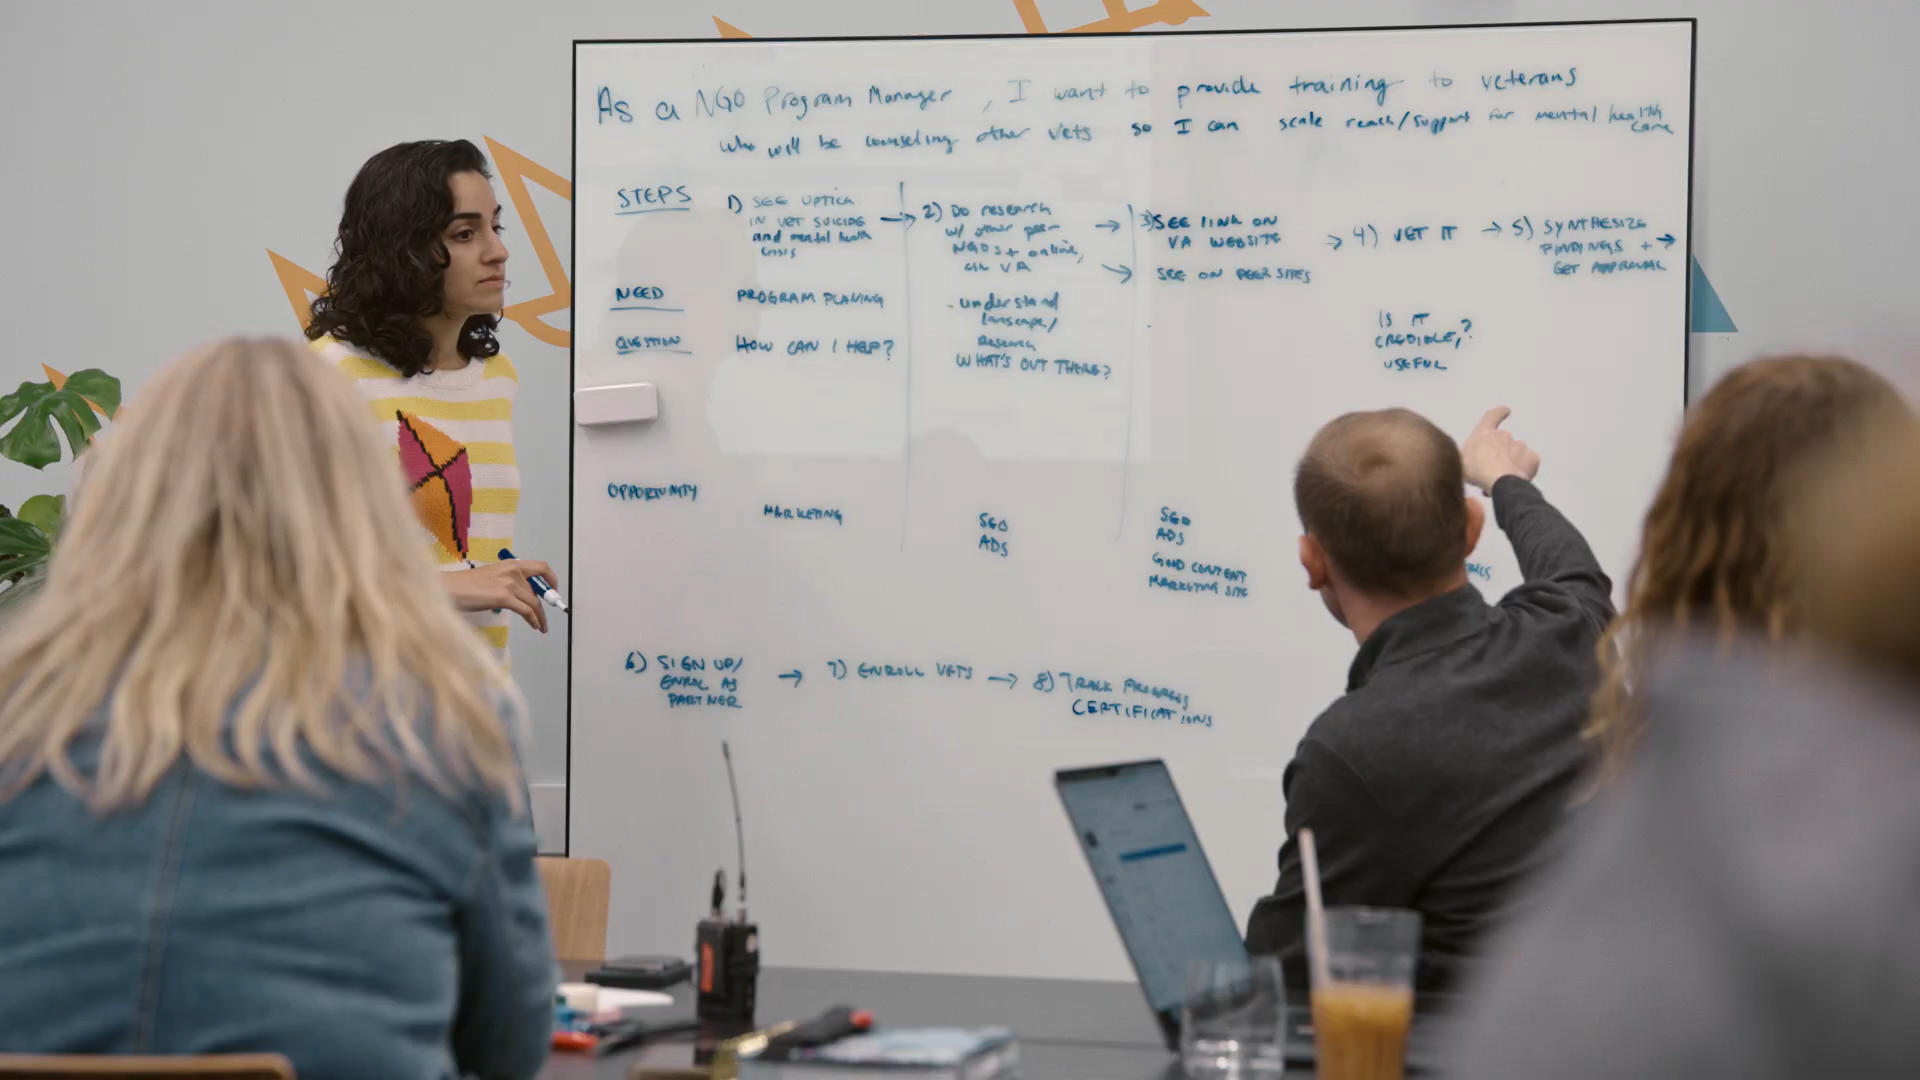 As a NGO Program Manager, I want to provide training to veterans
who will be counseling other vets so I can scale reach/support for mental health
care
STEPS
1) SEE UPTICK
IN VET SUICIDE
and mental health
crisis
→
2) Do research
w/ other peer
NGOs + online,
ask VA
→
→
3) SEE LINK ON
VA WEBSITE
SEE ON PEER SITES
→ 4) VET IT
→ 5) SYNTHESIZE
FINDINGS + →
GET APPROVAL
NEED
PROGRAM PLANING
- understand
lanscape/
Research
QUESTION
HOW CAN I HELP?
WHAT'S OUT THERE?
IS IT
CREDIBLE,?
USEFUL
OPPORTUNITY
MARKETING
SEO
ADS
SEO
ADS
GOOD CONTENT
MARKETING SITE
6) SIGN UP/
ENROL AS
PARTNER
→ 7) ENROLL VETS → 8) TRACK PROGRESS
CERTIFICATIONS